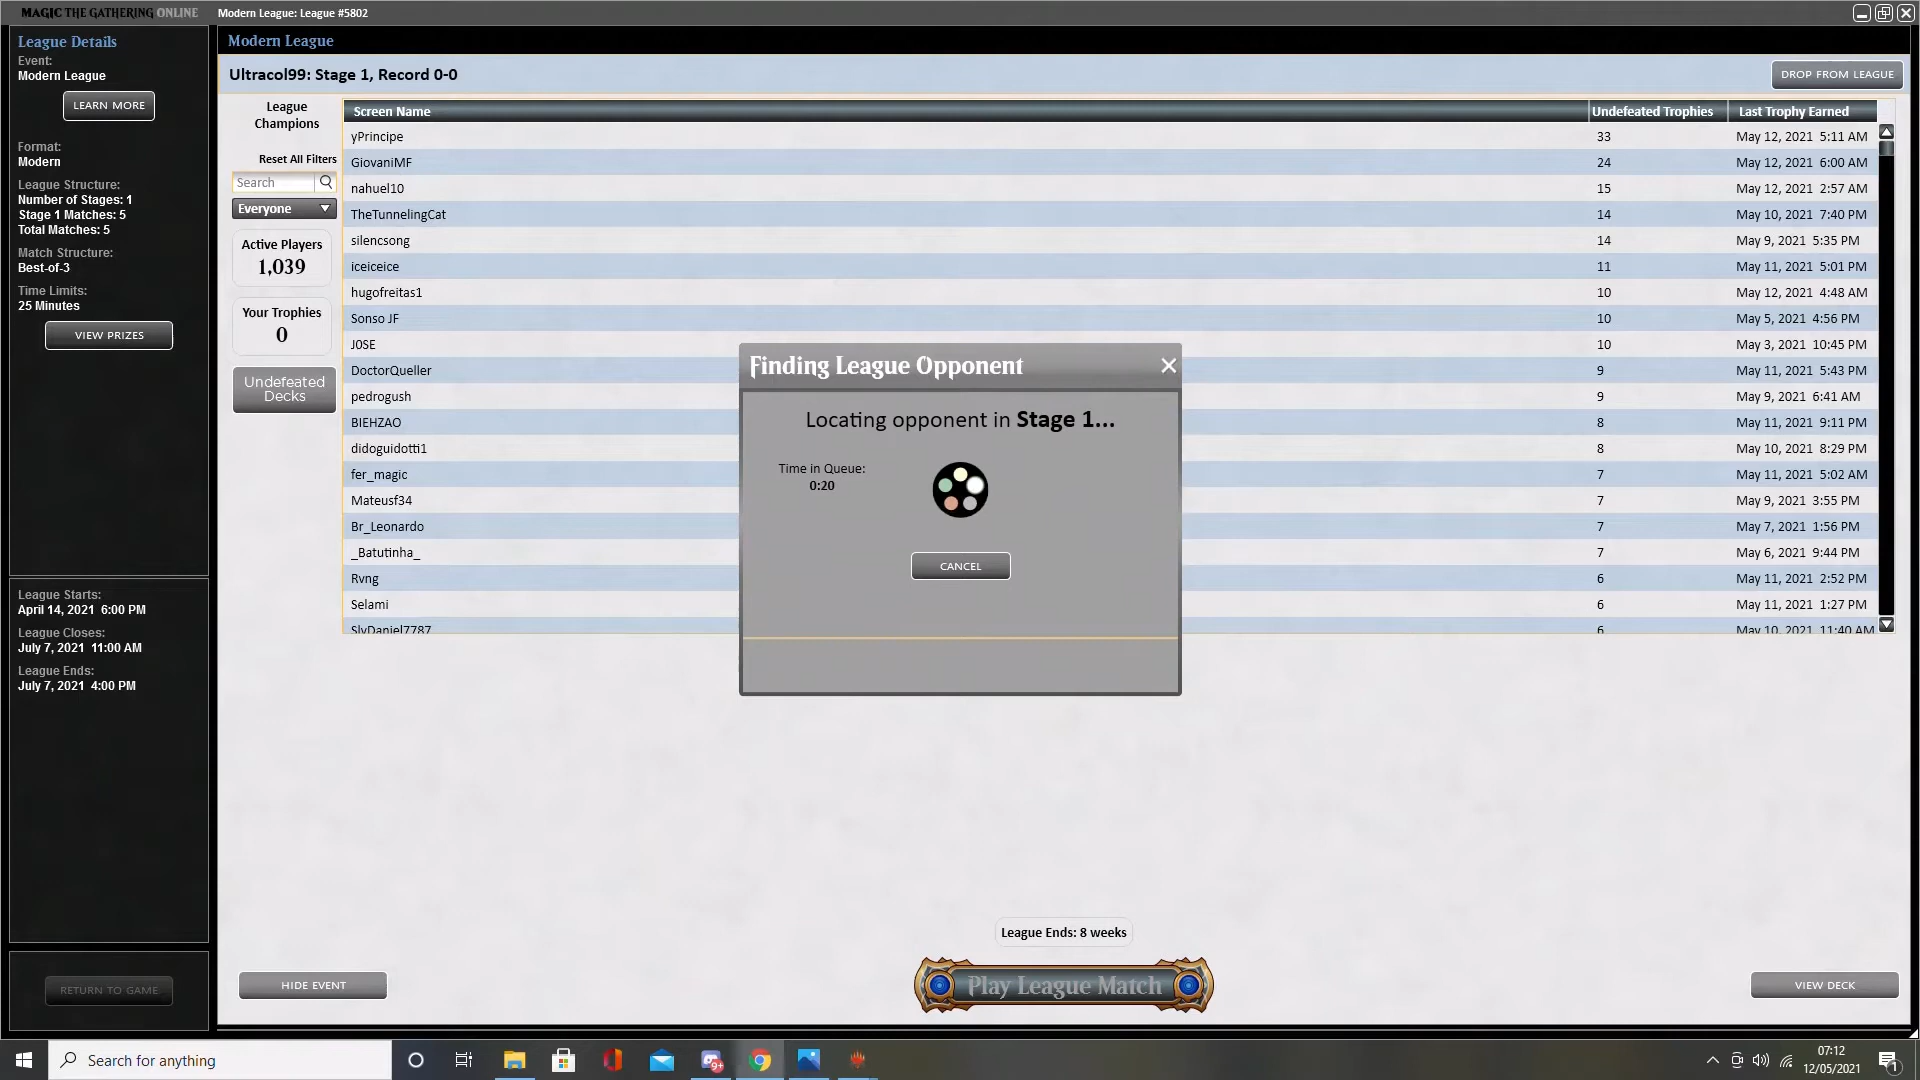 MAGIC THE GATHERING ONLINE
Modern League: League #5802
League Details
Event:
Modern League
LEARN MORE
Format:
Modern
League Structure:
Number of Stages: 1
Stage 1 Matches: 5
Total Matches: 5
Match Structure:
Best-of-3
Time Limits:
25 Minutes
VIEW PRIZES
League Starts:
April 14, 2021 6:00 PM
League Closes:
July 7, 2021 11:00 AM
League Ends:
July 7, 2021 4:00 PM
RETURN TO GAME
Modern League
Ultracol99: Stage 1, Record 0-0
DROP FROM LEAGUE
League
Champions
Reset All Filters
Search
Everyone
Active Players
1,039
Your Trophies
0
Undefeated
Decks
Screen Name Undefeated Trophies Last Trophy Earned
yPrincipe 33 May 12, 2021 5:11 AM
GiovaniMF 24 May 12, 2021 6:00 AM
nahuel10 15 May 12, 2021 2:57 AM
TheTunnelingCat 14 May 10, 2021 7:40 PM
silencsong 14 May 9, 2021 5:35 PM
iceiceice 11 May 11, 2021 5:01 PM
hugofreitas1 10 May 12, 2021 4:48 AM
Sonso JF 10 May 5, 2021 4:56 PM
J0SE 10 May 3, 2021 10:45 PM
DoctorQueller 9 May 11, 2021 5:43 PM
pedrogush 9 May 9, 2021 6:41 AM
BIEHZAO 8 May 11, 2021 9:11 PM
didoguidotti1 8 May 10, 2021 8:29 PM
fer_magic 7 May 11, 2021 5:02 AM
Mateusf34 7 May 9, 2021 3:55 PM
Br_Leonardo 7 May 7, 2021 1:56 PM
_Batutinha_ 7 May 6, 2021 9:44 PM
Rvng 6 May 11, 2021 2:52 PM
Selami 6 May 11, 2021 1:27 PM
SlyDaniel7787 6 May 10, 2021 11:40 AM
Finding League Opponent
Locating opponent in Stage 1...
Time in Queue:
0:20
CANCEL
League Ends: 8 weeks
HIDE EVENT
Play League Match
VIEW DECK
Search for anything
9+
07:12
12/05/2021
1